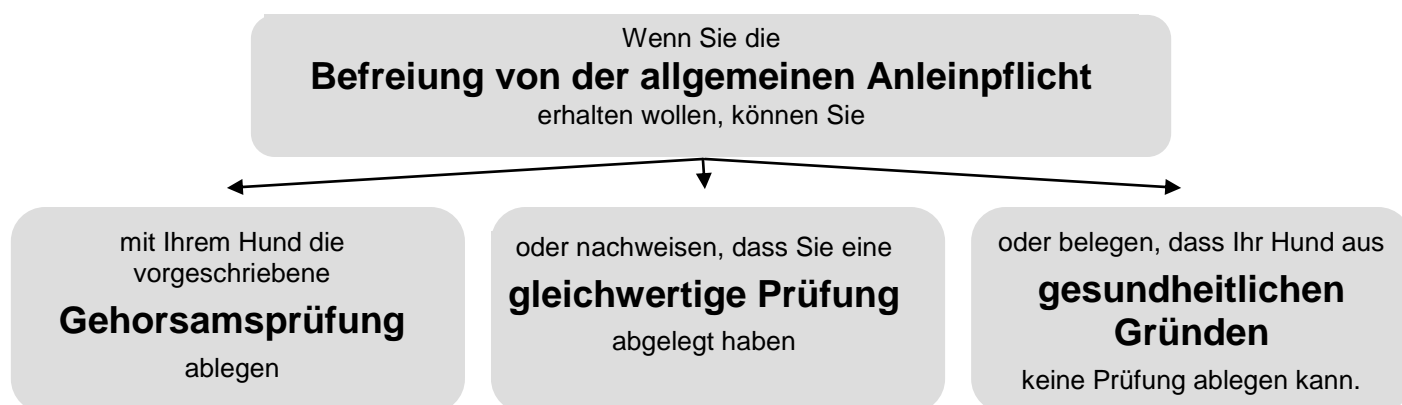 Wenn Sie die
Befreiung von der allgemeinen Anleinpflicht
erhalten wollen, können Sie
mit Ihrem Hund die
vorgeschriebene
Gehorsamsprüfung
ablegen
oder nachweisen, dass Sie eine
gleichwertige Prüfung
abgelegt haben
oder belegen, dass Ihr Hund aus
gesundheitlichen
Gründen
keine Prüfung ablegen kann.